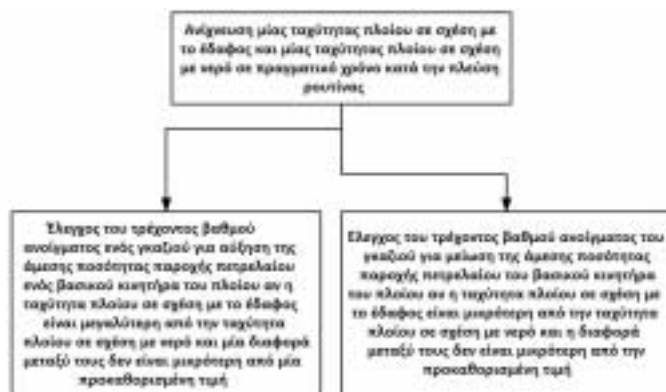 Ανίχνευση μίας ταχύτητας πλοίου σε σχέση με
το έδαφος και μίας ταχύτητας πλοίου σε σχέση
με νερό σε πραγματικό χρόνο κατά την πλεύση
ρουτίνας
Έλεγχος του τρέχοντος βαθμού
ανοίγματος ενός γκαζιού για αύξηση της
άμεσης ποσότητας παροχής πετρελαίου
ενός βασικού κινητήρα του πλοίου αν η
ταχύτητα πλοίου σε σχέση με το έδαφος
είναι μεγαλύτερη από την ταχύτητα
πλοίου σε σχέση με νερό και μία διαφορά
μεταξύ τους δεν είναι μικρότερη από μία
προκαθορισμένη τιμή
Έλεγχος του τρέχοντος βαθμού ανοίγματος του
γκαζιού για μείωση της άμεσης ποσότητας
παροχής πετρελαίου του βασικού κινητήρα
του πλοίου αν η ταχύτητα πλοίου σε σχέση με
το έδαφος είναι μικρότερη από την ταχύτητα
πλοίου σε σχέση με νερό και η διαφορά
μεταξύ τους δεν είναι μικρότερη από την
προκαθορισμένη τιμή